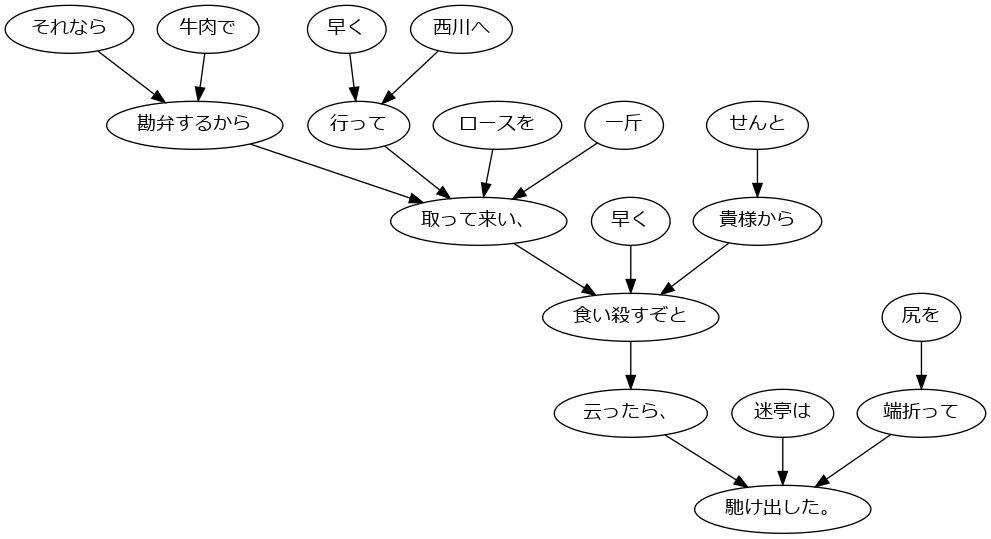 それなら 牛肉で 早く 西川へ
勘弁するから 行って ロースを 一斤 せんと
取って来い、 早く 貴様から
食い殺すぞと 尻を
云ったら、 迷亭は 端折って
馳け出した。